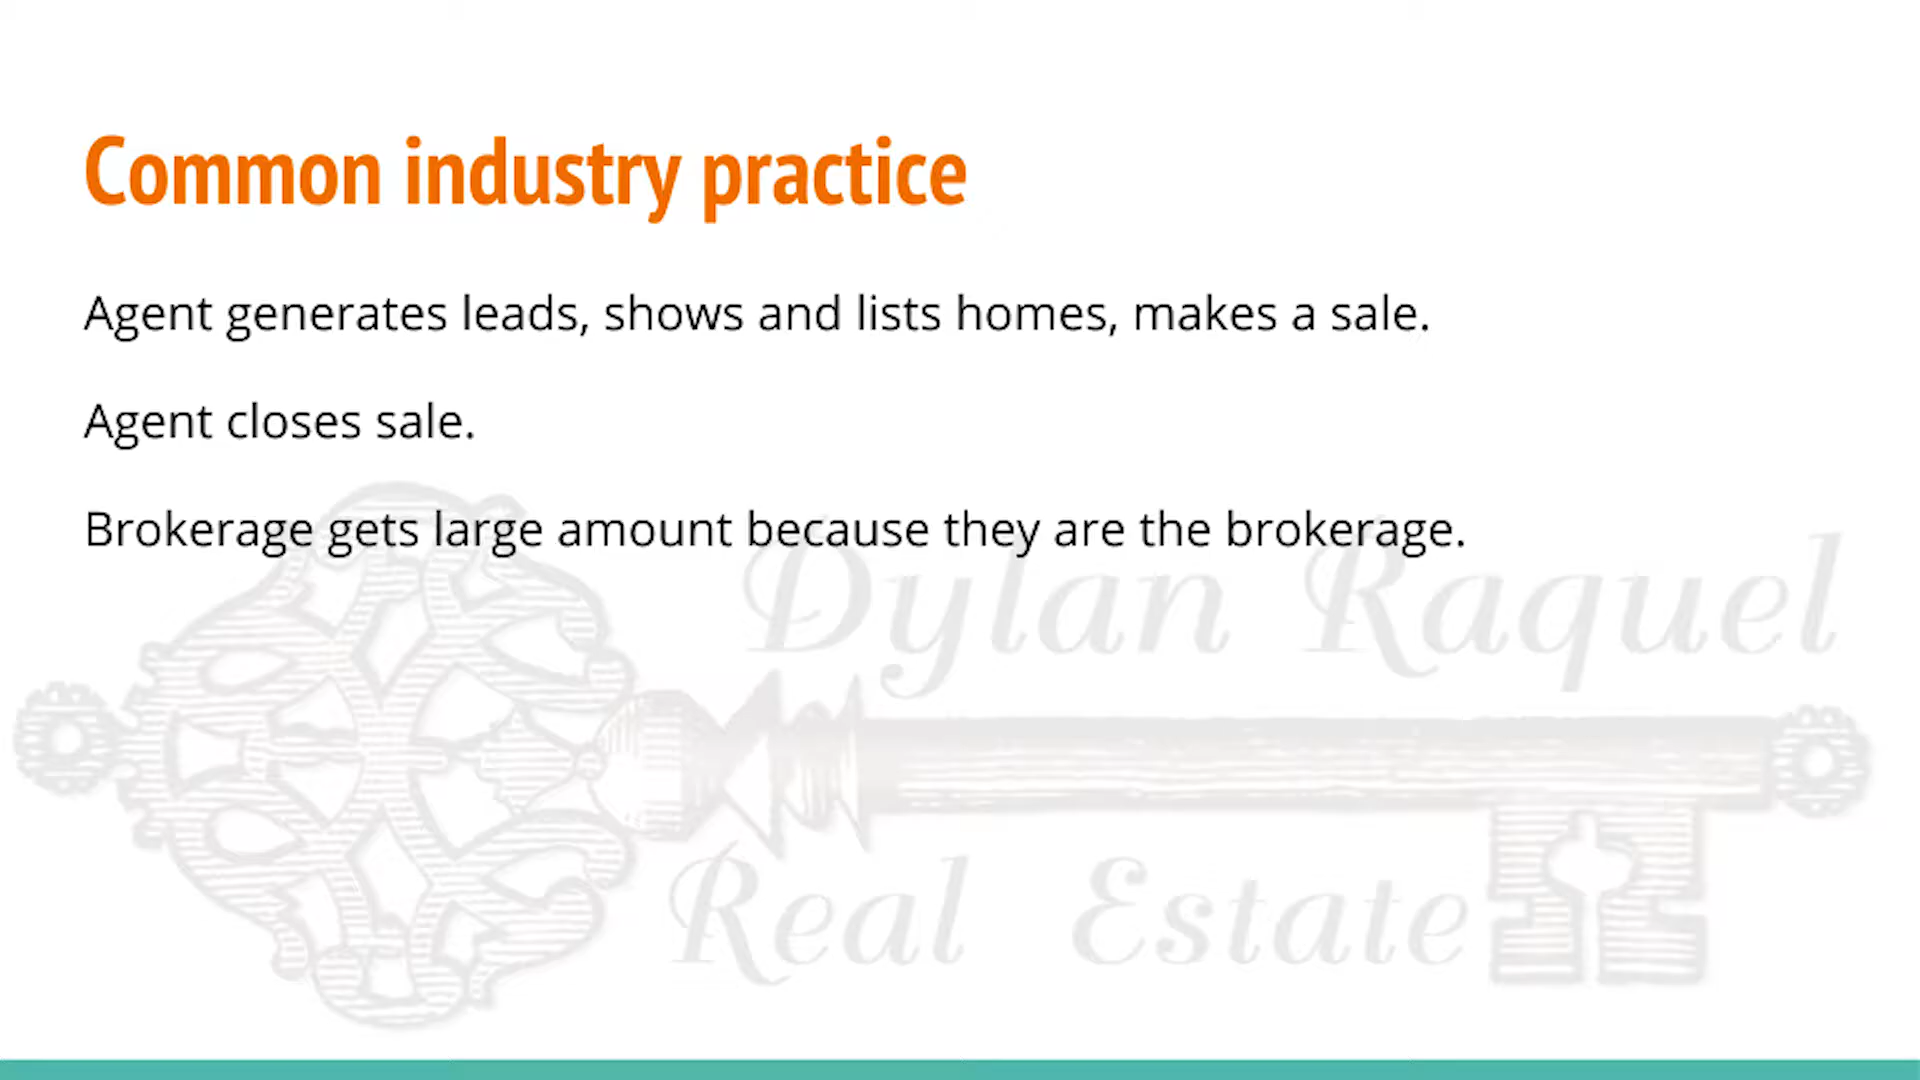 Common industry practice
Agent generates leads, shows and lists homes, makes a sale.
Agent closes sale.
Brokerage gets large amount because they are the brokerage.
Dylan Raquel
Real Estate